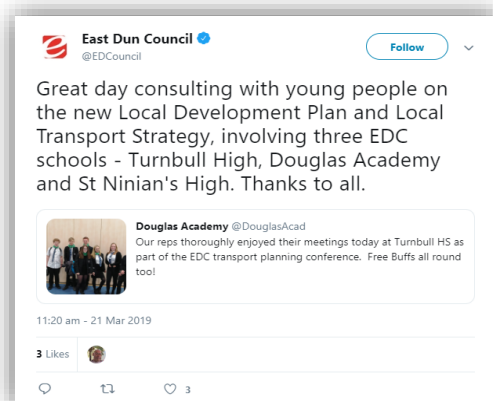 East Dun Council
@EDCouncil
Follow
Great day consulting with young people on
the new Local Development Plan and Local
Transport Strategy, involving three EDC
schools - Turnbull High, Douglas Academy
and St Ninian's High. Thanks to all.
Douglas Academy @DouglasAcad
Our reps thoroughly enjoyed their meetings today at Turnbull HS as
part of the EDC transport planning conference. Free Buffs all round
too!
11:20 am - 21 Mar 2019
3 Likes
3